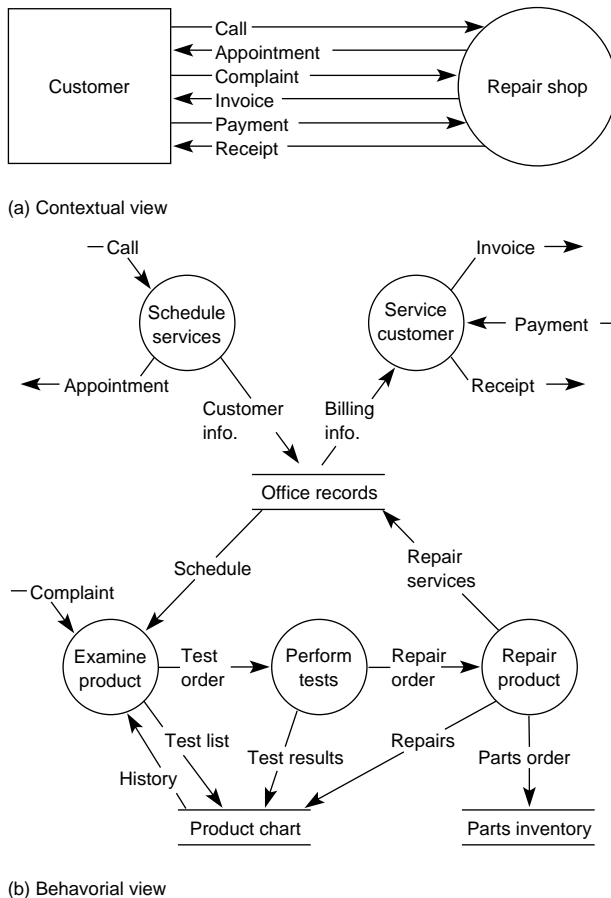 Call
Appointment
Customer
Complaint
Repair shop
Invoice
Payment
Receipt
(a) Contextual view
Call
Invoice
Schedule
services
Service
customer
Payment
Appointment
Receipt
Customer
info.
Billing
info.
Office records
Schedule
Repair
services
Complaint
Examine
product
Test
order
Perform
tests
Repair
order
Repair
product
Test list
Test results
Repairs
Parts order
History
Product chart
Parts inventory
(b) Behavorial view